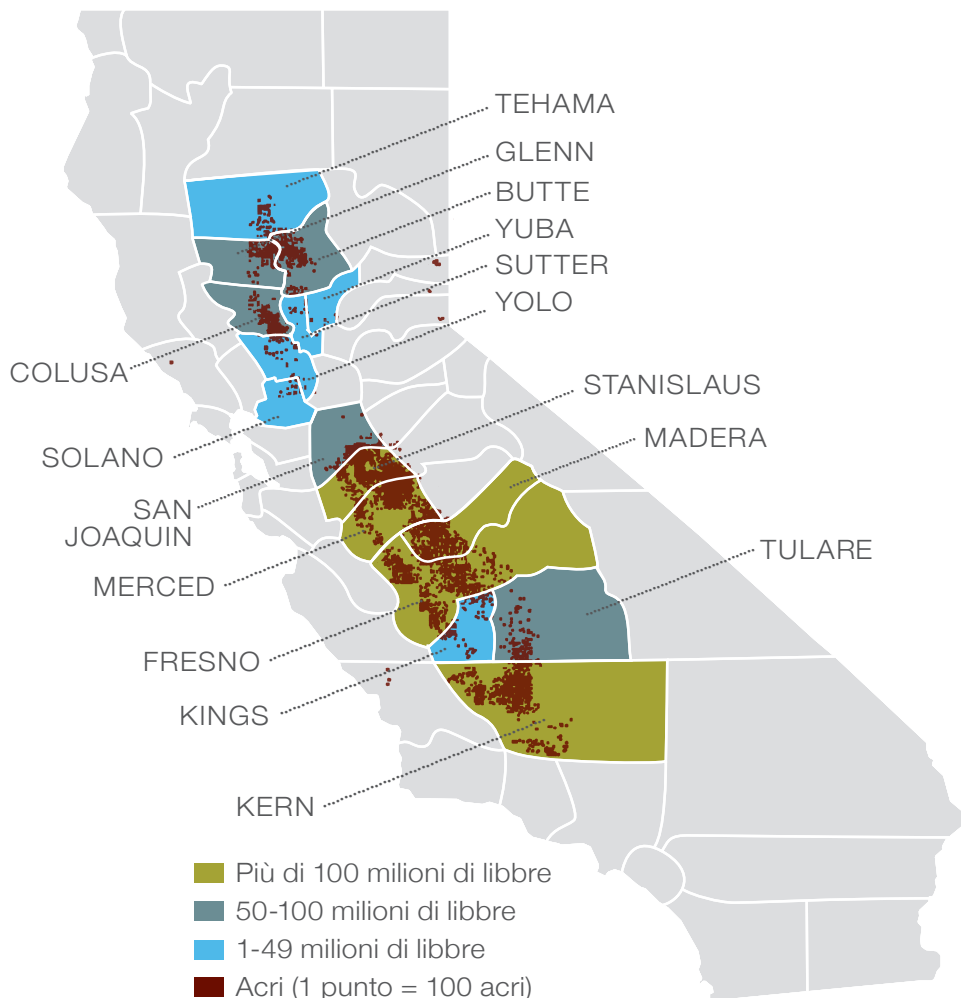 TEHAMA
GLENN
BUTTE
YUBA
SUTTER
YOLO
COLUSA
STANISLAUS
MADERA
SOLANO
SAN
JOAQUIN
TULARE
MERCED
FRESNO
KINGS
KERN
Più di 100 milioni di libbre
50-100 milioni di libbre
1-49 milioni di libbre
Acri (1 punto = 100 acri)